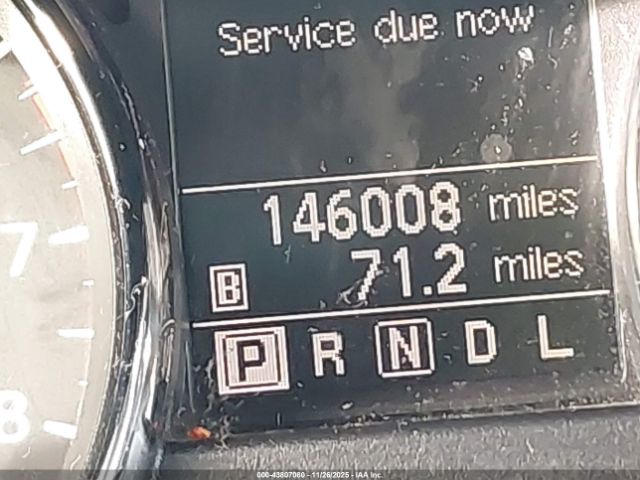 Service due now
7
146008 miles
B 71.2 miles
P R N D L
8
000-43807060 - 11/26/2025 - IAA Inc.